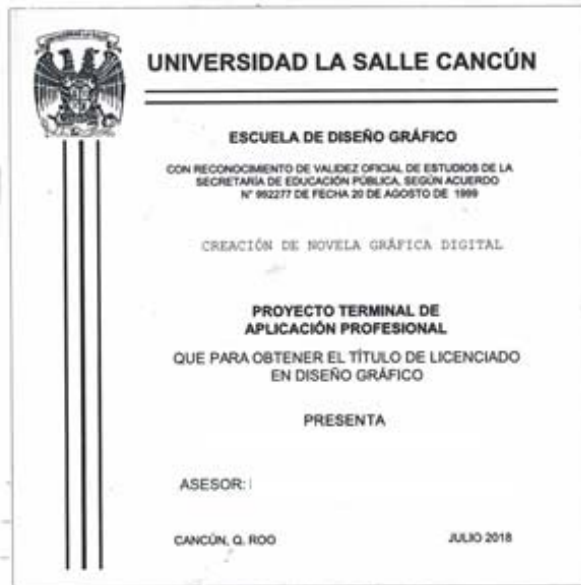 UNIVERSIDAD LA SALLE CANCÚN
ESCUELA DE DISEÑO GRÁFICO
CON RECONOCIMIENTO DE VALIDEZ OFICIAL DE ESTUDIOS DE LA
SECRETARÍA DE EDUCACIÓN PÚBLICA, SEGÚN ACUERDO
N° 992277 DE FECHA 20 DE AGOSTO DE 1999
CREACIÓN DE NOVELA GRÁFICA DIGITAL
PROYECTO TERMINAL DE
APLICACIÓN PROFESIONAL
QUE PARA OBTENER EL TÍTULO DE LICENCIADO
EN DISEÑO GRÁFICO
PRESENTA
ASESOR:
CANCÚN, Q. ROO
JULIO 2018